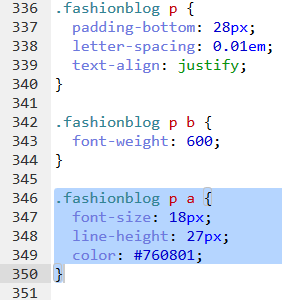 336 .fashionblog p {
337 padding-bottom: 28px;
338 letter-spacing: 0.01em;
339 text-align: justify;
340 }
341
342 .fashionblog p b {
343 font-weight: 600;
344 }
345
346 .fashionblog p a {
347 font-size: 18px;
348 line-height: 27px;
349 color: #760801;
350 }
351